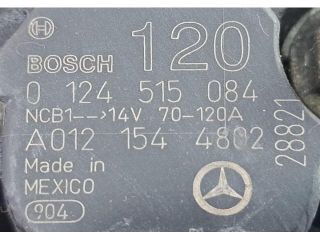 BOSCH 120
0 124 515 084
NCB1-->14V 70-120A
A012 154 4802
Made in
MEXICO
904
28821